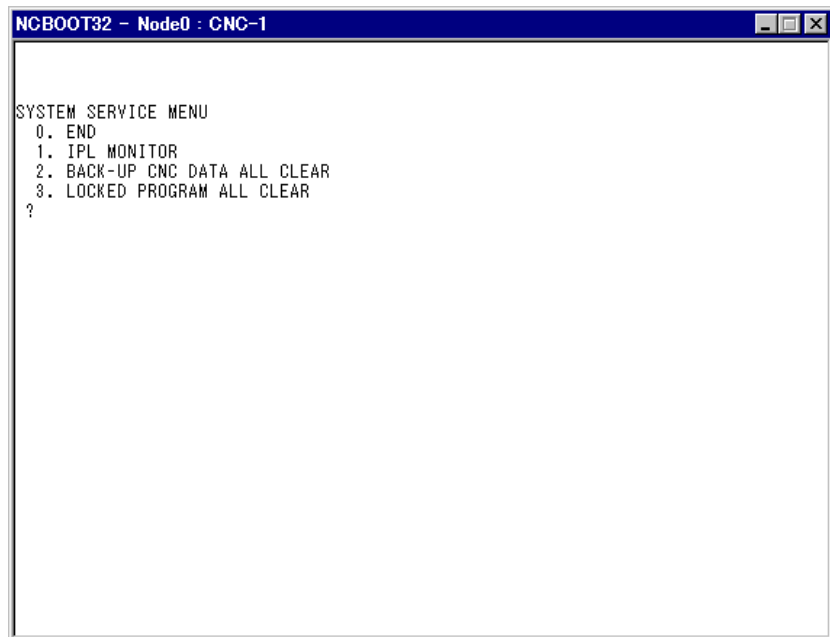 NCBOOT32 - Node0 : CNC-1
SYSTEM SERVICE MENU
0. END
1. IPL MONITOR
2. BACK-UP CNC DATA ALL CLEAR
3. LOCKED PROGRAM ALL CLEAR
?